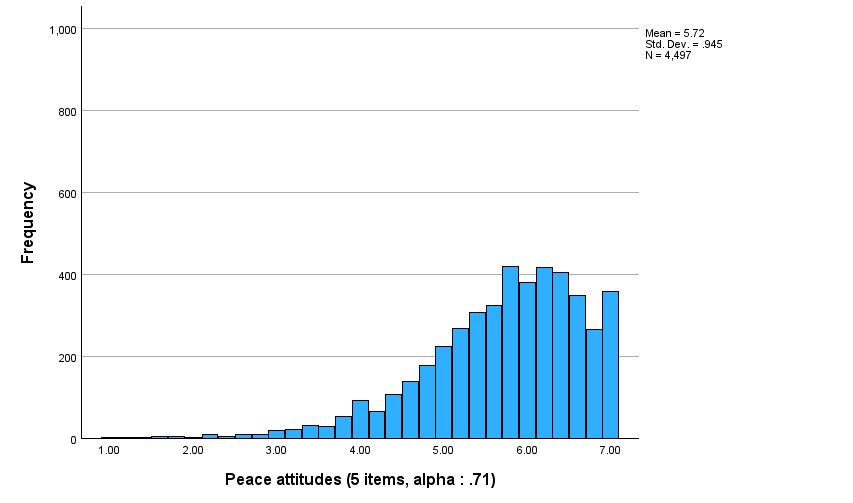 Mean = 5.72
Std. Dev. = .945
N = 4,497
Frequency
1,000
800
600
400
200
0
1.00 2.00 3.00 4.00 5.00 6.00 7.00
Peace attitudes (5 items, alpha : .71)